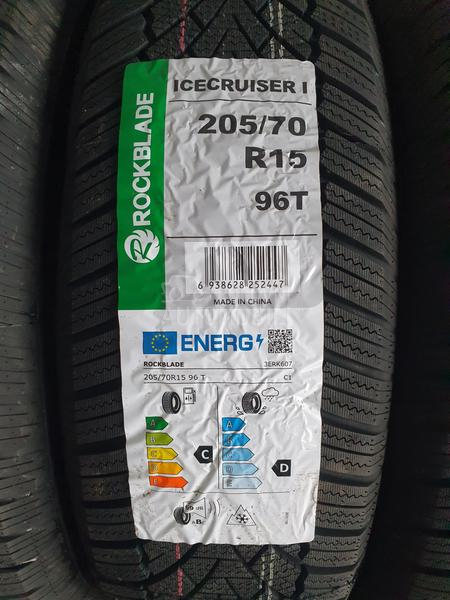 ROCKBLADE
ICECRUISER I
205/70
R15
96T
6 938628 252447
MADE IN CHINA
ENERG
ROCKBLADE 3ERK607
205/70R15 96 T C1
A
B
C
D
E
C
A
B
C
D
E
D
B